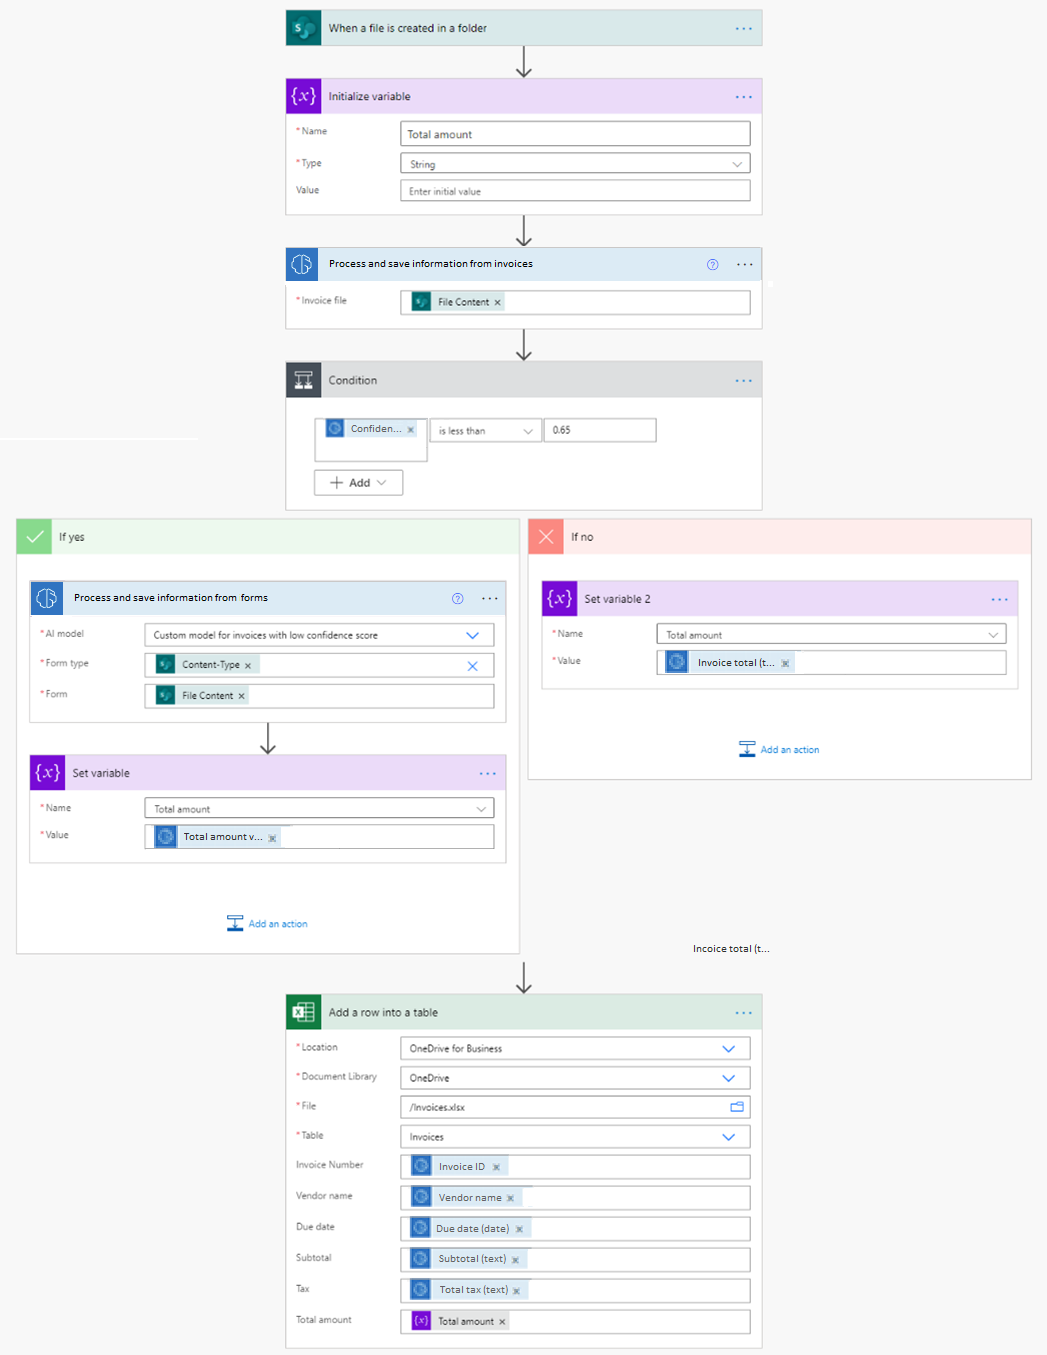 When a file is created in a folder
{x} Initialize variable
* Name Total amount
* Type String
Value Enter initial value
Process and save information from invoices
* Invoice file File Content ×
Condition
Confiden... × is less than 0.65
+ Add
If yes
If no
Process and save information from forms
* AI model Custom model for invoices with low confidence score
* Form type Content-Type ×
* Form File Content ×
{x} Set variable 2
* Name Total amount
* Value Invoice total (t... ×
Add an action
{x} Set variable
* Name Total amount
* Value Total amount v... ×
Add an action
Incoice total (t...
Add a row into a table
* Location OneDrive for Business
* Document Library OneDrive
* File /Invoices.xlsx
* Table Invoices
Invoice Number Invoice ID ×
Vendor name Vendor name ×
Due date Due date (date) ×
Subtotal Subtotal (text) ×
Tax Total tax (text) ×
Total amount {x} Total amount ×